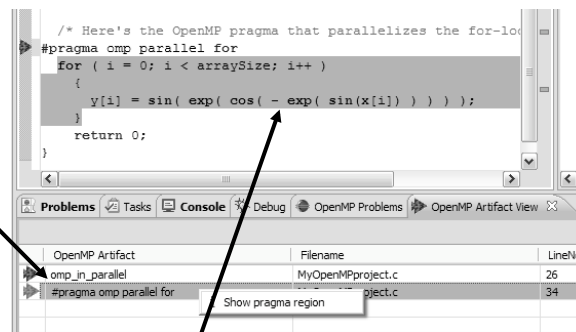 /* Here's the OpenMP pragma that parallelizes the for-loo
#pragma omp parallel for
for ( i = 0; i < arraySize; i++ )
{
y[i] = sin( exp( cos( - exp( sin(x[i]) ) ) ) );
}
return 0;
}
Problems Tasks Console Debug OpenMP Problems OpenMP Artifact View
OpenMP Artifact Filename LineN
omp_in_parallel MyOpenMPproject.c 26
#pragma omp parallel for oject.c 34
Show pragma region